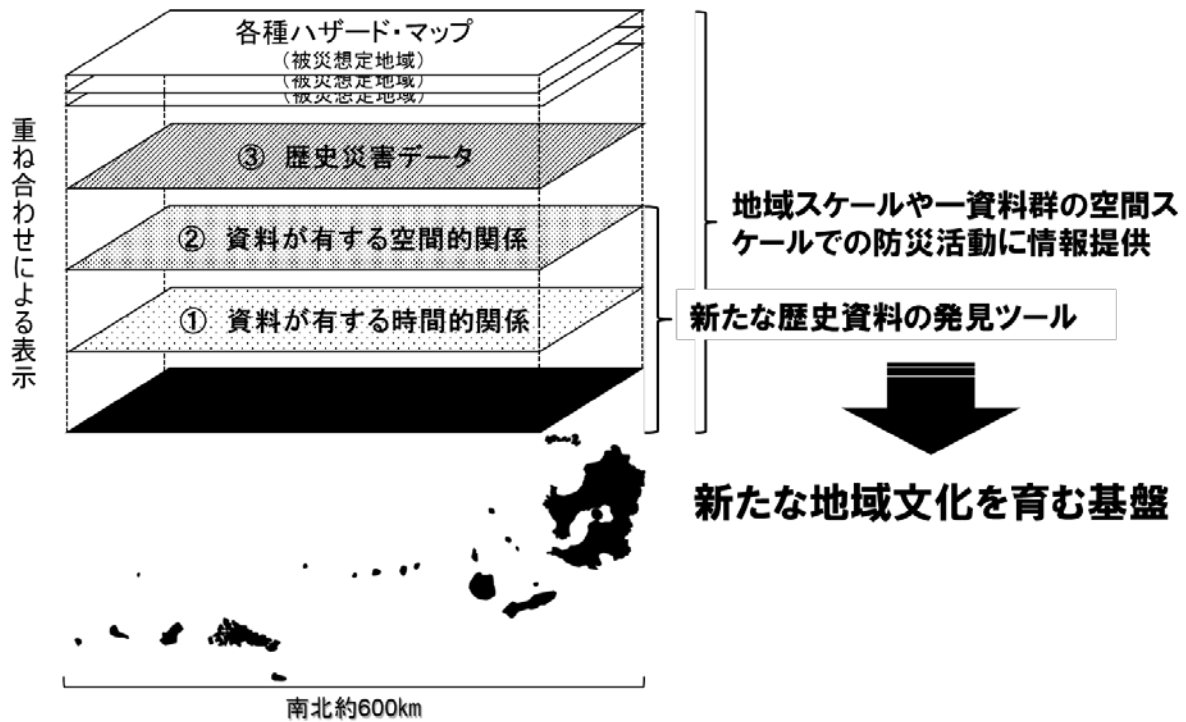 各種ハザード・マップ
(被災想定地域)
(被災想定地域)
(被災想定地域)
③ 歴史災害データ
② 資料が有する空間的関係
① 資料が有する時間的関係
重ね合わせによる表示
地域スケールや一資料群の空間ス
ケールでの防災活動に情報提供
新たな歴史資料の発見ツール
新たな地域文化を育む基盤
南北約600km